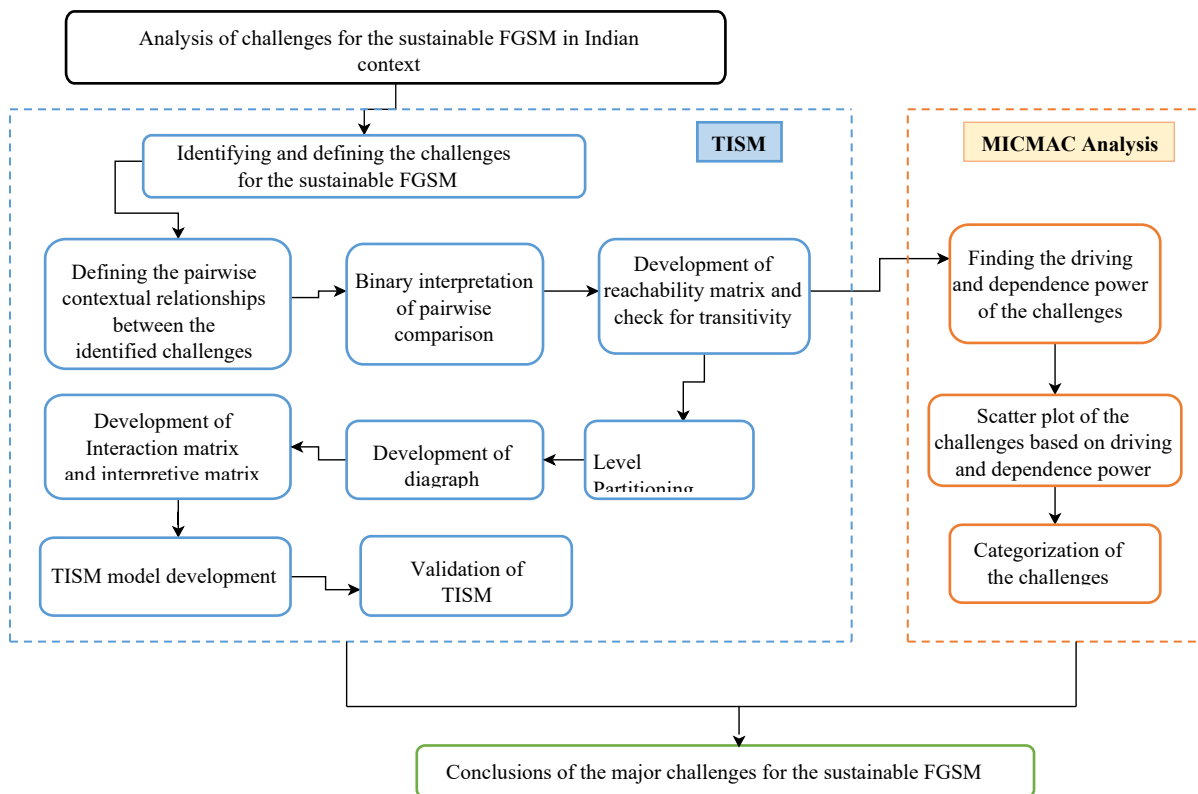 Analysis of challenges for the sustainable FGSM in Indian
context
TISM
MICMAC Analysis
Identifying and defining the challenges
for the sustainable FGSM
Defining the pairwise
contextual relationships
between the
identified challenges
Binary interpretation
of pairwise
comparison
Development of
reachability matrix and
check for transitivity
Finding the driving
and dependence power
of the challenges
Development of
Interaction matrix
and interpretive matrix
Development of
diagraph
Level
Partitioning
Scatter plot of the
challenges based on driving
and dependence power
TISM model development
Validation of
TISM
Categorization of
the challenges
Conclusions of the major challenges for the sustainable FGSM